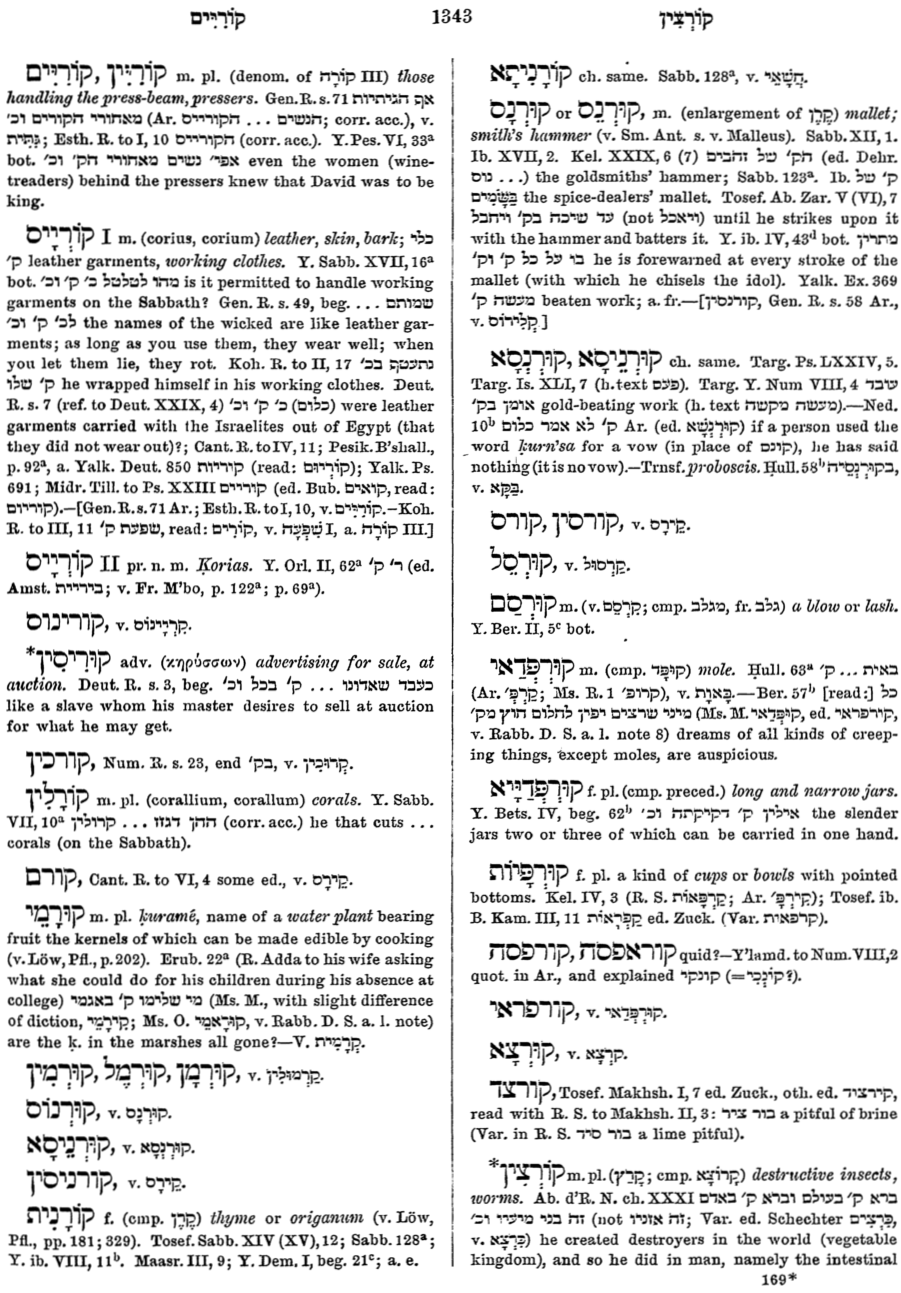 קוֹרְיִים 1343 קוֹרְצִין
קוֹרְיִים, קוֹרִיִּין m. pl. (denom. of קוֹרָה III) those
handling the press-beam, pressers. Gen. R. s. 71 אף הגיתיות
מאחורי הקורים וכ׳ (Ar. הקורייס ... הנשים; corr. acc.), v.
גִּתִּית; Esth. R. to I, 10 הקורייס (corr. acc.). Y. Pes. VI, 33ᵃ
bot. אפי׳ נשים מאחורי הק׳ וכ׳ even the women (wine-
treaders) behind the pressers knew that David was to be
king.
קוֹרְיָיס I m. (corius, corium) leather, skin, bark; כלי
ק׳ leather garments, working clothes. Y. Sabb. XVII, 16ᵃ
bot. מהו לטלטל כ׳ ק׳ וכ׳ is it permitted to handle working
garments on the Sabbath? Gen. R. s. 49, beg. ... שמותם
לכ׳ ק׳ וכ׳ the names of the wicked are like leather gar-
ments; as long as you use them, they wear well; when
you let them lie, they rot. Koh. R. to II, 17 נתעטף בכ׳
ק׳ שלו he wrapped himself in his working clothes. Deut.
R. s. 7 (ref. to Deut. XXIX, 4) כ׳ ק׳ וכ׳ (כלום) were leather
garments carried with the Israelites out of Egypt (that
they did not wear out)?; Cant. R. to IV, 11; Pesik. B'shall.,
p. 92ᵃ, a. Yalk. Deut. 850 קוריות (read: קוֹרְיוּם); Yalk. Ps.
691; Midr. Till. to Ps. XXIII קוריים (ed. Bub. קואים, read:
קוריום).—[Gen. R. s. 71 Ar.; Esth. R. to I, 10, v. קוֹרְיִים.–Koh.
R. to III, 11 שפעת ק׳, read: קוֹרִים, v. שִׁפְעָה I, a. קוֹרָה III.]
קוֹרְיָיס II pr. n. m. Ḳorias. Y. Orl. II, 62ᵃ ר׳ ק׳ (ed.
Amst. ; v. Fr. M'bo, p. 122ᵃ; p. 69ᵃ).
קורינוס, v. קִרְיָינוֹס.
*קוֹרִיסִין adv. (κηρύσσων) advertising for sale, at
auction. Deut. R. s. 3, beg. כעבד שאדונו ... ק׳ בכל וכ׳
like a slave whom his master desires to sell at auction
for what he may get.
קורכין, Num. R. s. 23, end בק׳, v. קְרוּכִין.
קוֹרָלִין m. pl. (corallium, corallum) corals. Y. Sabb.
VII, 10ᵃ ההן דגזז ... קרולין (corr. acc.) he that cuts ...
corals (on the Sabbath).
קורם, Cant. R. to VI, 4 some ed., v. קִירָס.
קוּרָמֵי m. pl. ḳuramé, name of a water plant bearing
fruit the kernels of which can be made edible by cooking
(v. Löw, Pfl., p. 202). Erub. 22ᵃ (R. Adda to his wife asking
what she could do for his children during his absence at
college) מי שלימו ק׳ באגמי (Ms. M., with slight difference
of diction, קִירָמֵי; Ms. O. קוּרְאָמֵי, v. Rabb. D. S. a. l. note)
are the ḳ. in the marshes all gone?—V. קְרָמִית.
קוּרְמָן, קוּרְמָל, קוּרְמִין, v. קַרְמוּלִין.
קוּרְנוֹס, v. קוּרְנָס.
קוּרְנֵיסָא, v. קוּרְנְסָא.
קורניסין, v. קִירָס.
קוֹרָנִית f. (cmp. קֶרֶן) thyme or origanum (v. Löw,
Pfl., pp. 181; 329). Tosef. Sabb. XIV (XV), 12; Sabb. 128ᵃ;
Y. ib. VIII, 11ᵇ. Maasr. III, 9; Y. Dem. I, beg. 21ᶜ; a. e.
קוֹרָנִיתָא ch. same. Sabb. 128ᵃ, v. חֲשָׁאֵי.
קוּרְנָס or קוּרְנֵס, m. (enlargement of קֶרֶן) mallet;
smith's hammer (v. Sm. Ant. s. v. Malleus). Sabb. XII, 1.
Ib. XVII, 2. Kel. XXIX, 6 (7) הק׳ של זהבים (ed. Dehr.
... נוס) the goldsmiths' hammer; Sabb. 123ᵃ. Ib. ק׳ של
בַּשָּׂמִים the spice-dealers' mallet. Tosef. Ab. Zar. V (VI), 7
עד שיכה בק׳ ויחבל (not ויאכל) until he strikes upon it
with the hammer and batters it. Y. ib. IV, 43ᵈ bot. מתרין
בו על כל ק׳ וק׳ he is forewarned at every stroke of the
mallet (with which he chisels the idol). Yalk. Ex. 369
מעשה ק׳ beaten work; a. fr.—[קורנסין, Gen. R. s. 58 Ar.,
v. קְלִירוֹס.]
קוּרְנֵיסָא, קוּרְנְסָא ch. same. Targ. Ps. LXXIV, 5.
Targ. Is. XLI, 7 (h. text פעם). Targ. Y. Num VIII, 4 עובד
אומן בק׳ gold-beating work (h. text מעשה מקשה).—Ned.
10ᵇ ק׳ לא אמר כלום Ar. (ed. קוּרְנָשָׁא) if a person used the
word ḳurn'sa for a vow (in place of קונם), he has said
nothing (it is no vow).—Trnsf. proboscis. Ḥull. 58ᵇ בקוּרְנְסֵיה,
v. בַּקָּא.
קורסין, קורס, v. קִירָס.
קוּרְסֵל, v. קַרְסוּל.
קוּרְסָם m. (v. קִרְסֵם; cmp. מגלב, fr. גלב) a blow or lash.
Y. Ber. II, 5ᶜ bot.
קוּרְפְּדַאי m. (cmp. קוּפָּד) mole. Ḥull. 63ᵃ באית ... ק׳
(Ar. קַרְפְּ׳; Ms. R. 1 קרופ׳), v. בָּאוּת.—Ber. 57ᵇ [read:] כל
מיני שרצים יפין לחלום חוץ מק׳ (Ms. M. קוּפְּדַאי, ed. קורפראי,
v. Rabb. D. S. a. l. note 8) dreams of all kinds of creep-
ing things, except moles, are auspicious.
קוּרְפְּדַיָּיא f. pl. (cmp. preced.) long and narrow jars.
Y. Bets. IV, beg. 62ᵇ אילין ק׳ דקיקתה וכ׳ the slender
jars two or three of which can be carried in one hand.
קוּרְפָּיוֹת f. pl. a kind of cups or bowls with pointed
bottoms. Kel. IV, 3 (R. S. קַרְפָּאוֹת; Ar. קִירְפָּ׳); Tosef. ib.
B. Kam. III, 11 קַפְּרָאוֹת ed. Zuck. (Var. קרפאות).
קוראפסה, קורפסה quid?—Y'lamd. to Num. VIII, 2
quot. in Ar., and explained קונקי (=קוֹנְכֵי?).
קורפראי, v. קוּרְפְּדַאי.
קוּרְצָא, v. קִרְצָא.
קורצד, Tosef. Makhsh. I, 7 ed. Zuck., oth. ed. קירצויד,
read with R. S. to Makhsh. II, 3: בור ציר a pitful of brine
(Var. in R. S. בור סיד a lime pitful).
*קוֹרְצִין m. pl. (קָרַץ; cmp. קָרוֹצָא) destructive insects,
worms. Ab. d'R. N. ch. XXXI ברא ק׳ בעולם וברא ק׳ באדם
זה בני מיעיו וכ׳ (not זה אזניו; Var. ed. Schechter קְרָצִים,
v. קִרְצָא) he created destroyers in the world (vegetable
kingdom), and so he did in man, namely the intestinal
169*